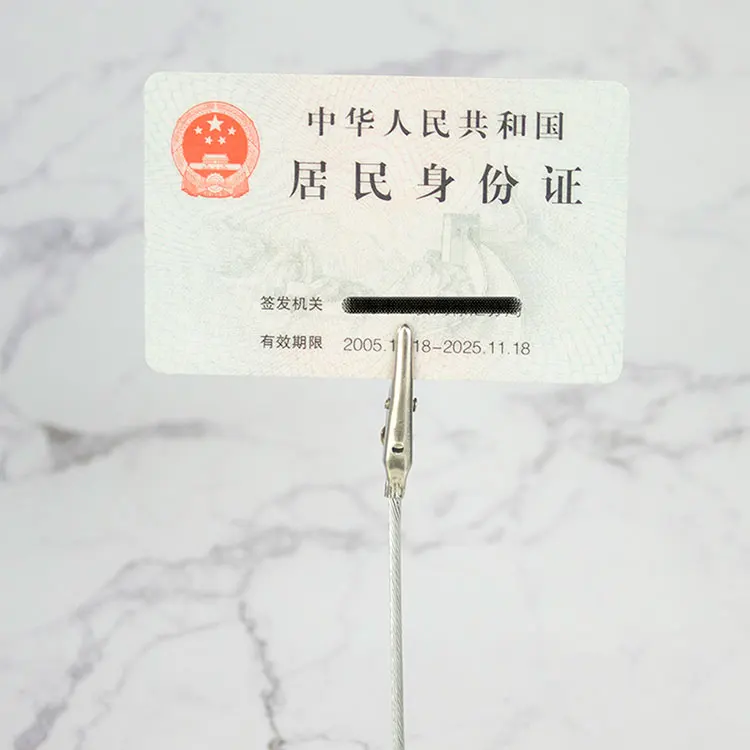 中华人民共和国
居民身份证
签发机关
有效期限 2005.1 18-2025.11.18